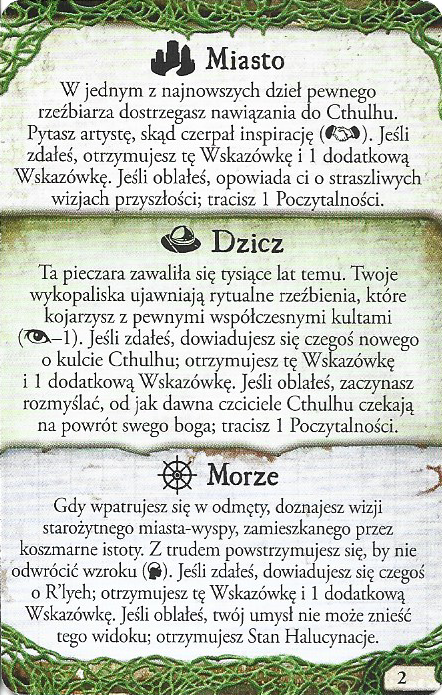 Miasto
W jednym z najnowszych dzieł pewnego
rzeźbiarza dostrzegasz nawiązania do Cthulhu.
Pytasz artystę, skąd czerpał inspirację (). Jeśli
zdałeś, otrzymujesz tę Wskazówkę i 1 dodatkową
Wskazówkę. Jeśli oblałeś, opowiada ci o straszliwych
wizjach przyszłości; tracisz 1 Poczytalności.
Dzicz
Ta pieczara zawaliła się tysiące lat temu. Twoje
wykopaliska ujawniają rytualne rzeźbienia, które
kojarzysz z pewnymi współczesnymi kultami
(–1). Jeśli zdałeś, dowiadujesz się czegoś nowego
o kulcie Cthulhu; otrzymujesz tę Wskazówkę
i 1 dodatkową Wskazówkę. Jeśli oblałeś, zaczynasz
rozmyślać, od jak dawna czciciele Cthulhu czekają
na powrót swego boga; tracisz 1 Poczytalności.
Morze
Gdy wpatrujesz się w odmęty, doznajesz wizji
starożytnego miasta-wyspy, zamieszkanego przez
koszmarne istoty. Z trudem powstrzymujesz się, by nie
odwrócić wzroku (). Jeśli zdałeś, dowiadujesz się czegoś
o R'lyeh; otrzymujesz tę Wskazówkę i 1 dodatkową
Wskazówkę. Jeśli oblałeś, twój umysł nie może znieść
tego widoku; otrzymujesz Stan Halucynacje.
2